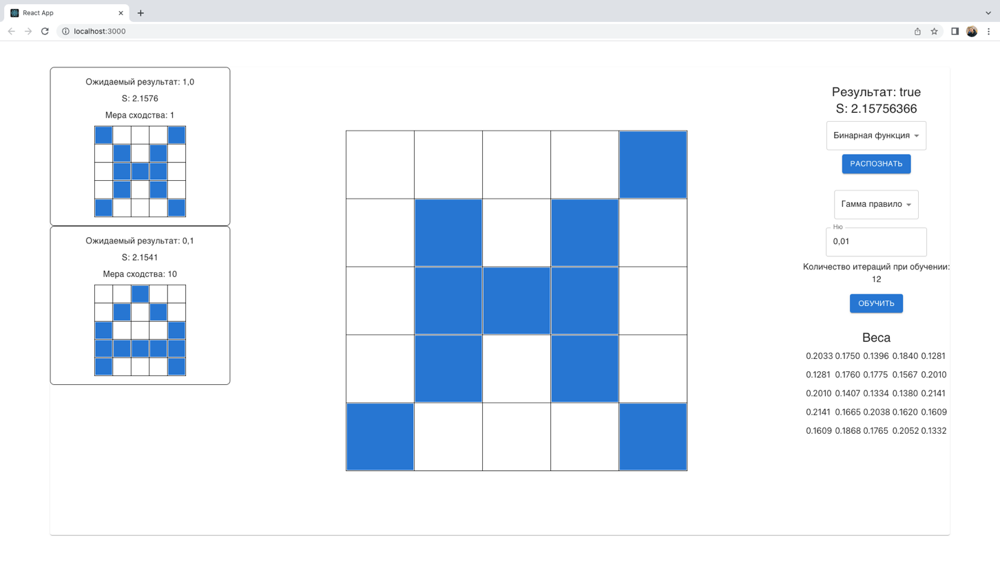 React App
localhost:3000
Ожидаемый результат: 1,0
S: 2.1576
Мера сходства: 1
Ожидаемый результат: 0,1
S: 2.1541
Мера сходства: 10
Результат: true
S: 2.15756366
Бинарная функция
РАСПОЗНАТЬ
Гамма правило
Ню
0,01
Количество итераций при обучении:
12
ОБУЧИТЬ
Веса
0.2033 0.1750 0.1396 0.1840 0.1281
0.1281 0.1760 0.1775 0.1567 0.2010
0.2010 0.1407 0.1334 0.1380 0.2141
0.2141 0.1665 0.2038 0.1620 0.1609
0.1609 0.1868 0.1765 0.2052 0.1332